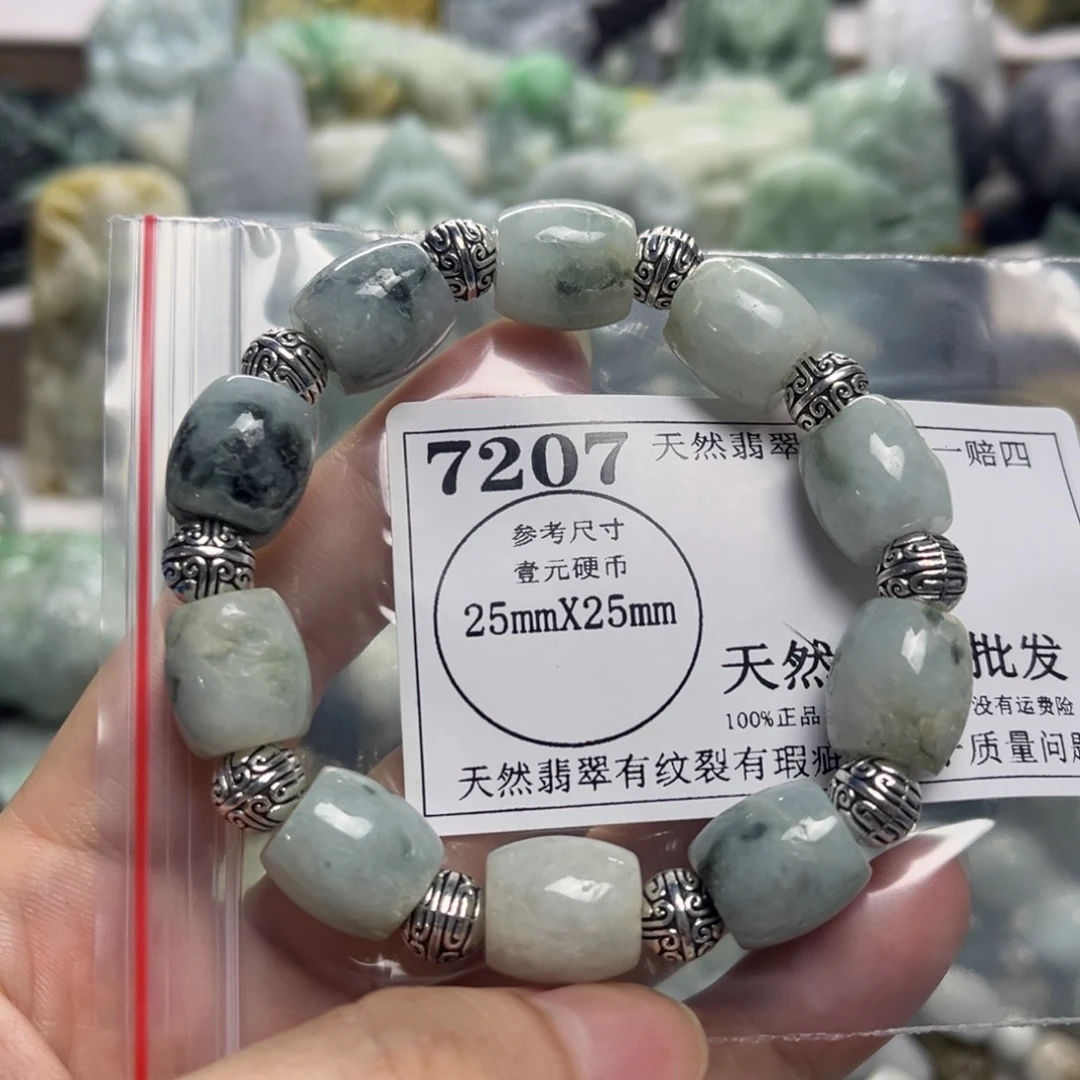 7207 天然翡翠 一赔四
参考尺寸
壹元硬币
25mmX25mm
天然 批发
100%正品 没有运费险
天然翡翠有纹裂有瑕疵 质量问题